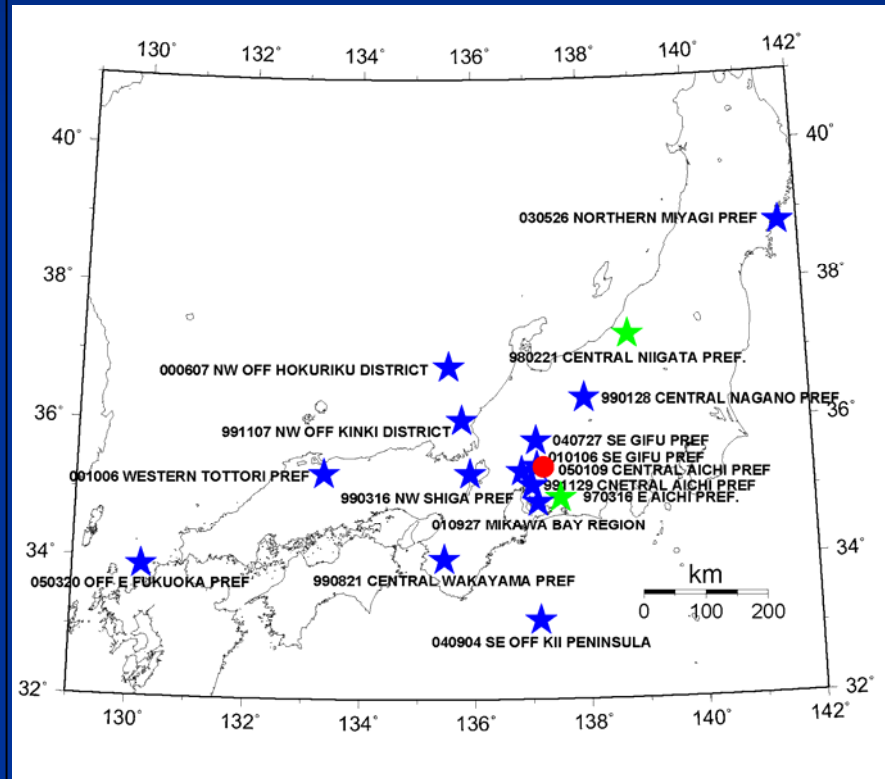 130° 132° 134° 136° 138° 140° 142°
40° 40°
030526 NORTHERN MIYAGI PREF
38° 38°
980221 CENTRAL NIIGATA PREF.
000607 NW OFF HOKURIKU DISTRICT
990128 CENTRAL NAGANO PREF
36° 36°
991107 NW OFF KINKI DISTRICT
040727 SE GIFU PREF
010106 SE GIFU PREF
001006 WESTERN TOTTORI PREF
050109 CENTRAL AICHI PREF
991129 CNETRAL AICHI PREF
990316 NW SHIGA PREF
970316 E AICHI PREF.
010927 MIKAWA BAY REGION
34° 34°
050320 OFF E FUKUOKA PREF
990821 CENTRAL WAKAYAMA PREF
km
0 100 200
040904 SE OFF KII PENINSULA
32° 32°
130° 132° 134° 136° 138° 140° 142°